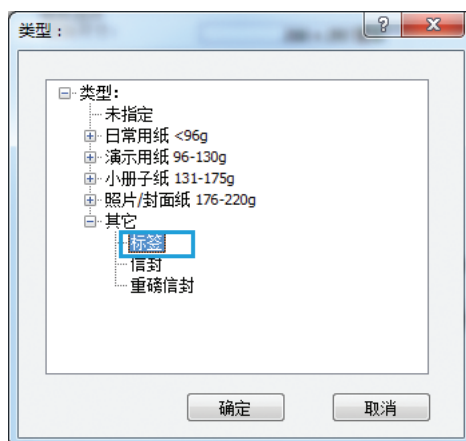 类型:
类型:
未指定
日常用纸 <96g
演示用纸 96-130g
小册子纸 131-175g
照片/封面纸 176-220g
其它
标签
信封
重磅信封
确定
取消